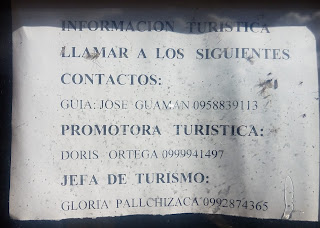 INFORMACION TURISTICA
LLAMAR A LOS SIGUIENTES
CONTACTOS:
GUIA: JOSE GUAMAN 0958839113
PROMOTORA TURISTICA:
DORIS ORTEGA 0999941497
JEFA DE TURISMO:
GLORIA PALLCHIZACA 0992874365